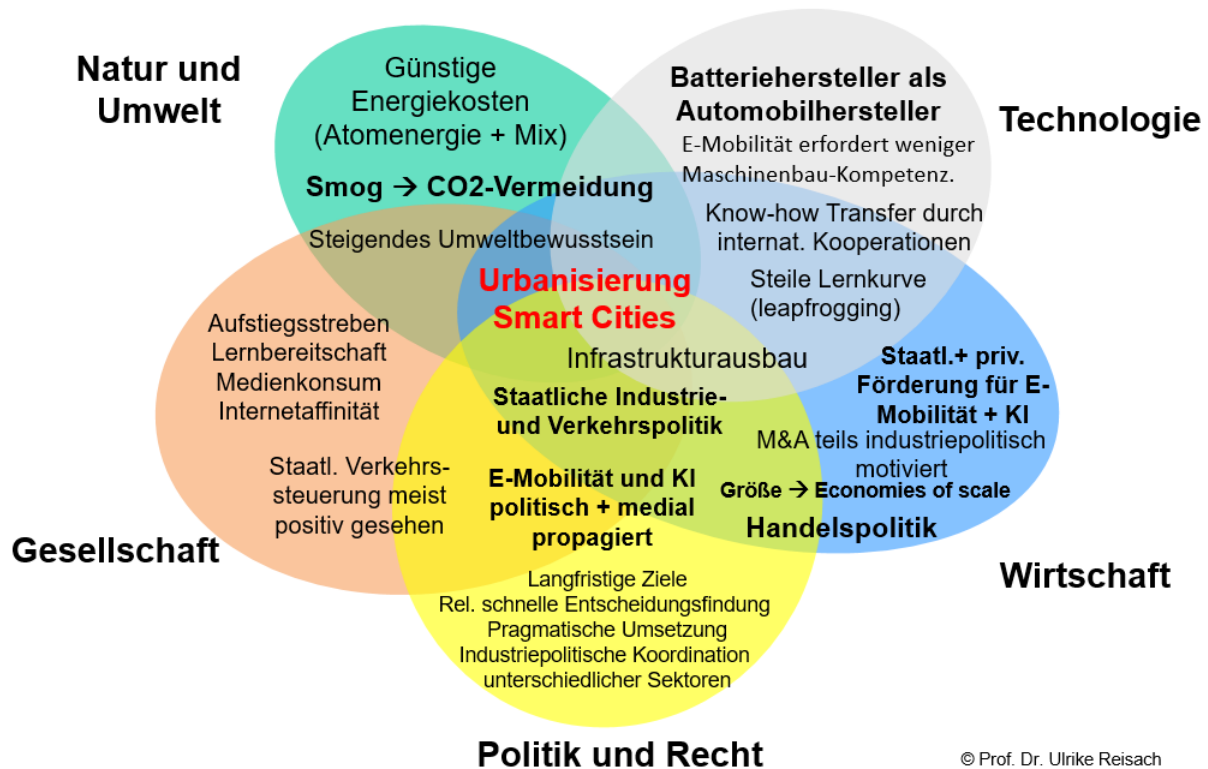 Natur und
Umwelt
Günstige
Energiekosten
(Atomenergie + Mix)
Smog → CO2-Vermeidung
Steigendes Umweltbewusstsein
Batteriehersteller als
Automobilhersteller
E-Mobilität erfordert weniger
Maschinenbau-Kompetenz.
Technologie
Know-how Transfer durch
internat. Kooperationen
Steile Lernkurve
(leapfrogging)
Urbanisierung
Smart Cities
Infrastrukturausbau
Aufstiegsstreben
Lernbereitschaft
Medienkonsum
Internetaffinität
Staatl.+ priv.
Förderung für E-
Mobilität + KI
M&A teils industriepolitisch
motiviert
Größe → Economies of scale
Handelspolitik
Staatliche Industrie-
und Verkehrspolitik
Staatl. Verkehrs-
steuerung meist
positiv gesehen
E-Mobilität und KI
politisch + medial
propagiert
Gesellschaft
Wirtschaft
Langfristige Ziele
Rel. schnelle Entscheidungsfindung
Pragmatische Umsetzung
Industriepolitische Koordination
unterschiedlicher Sektoren
Politik und Recht
© Prof. Dr. Ulrike Reisach